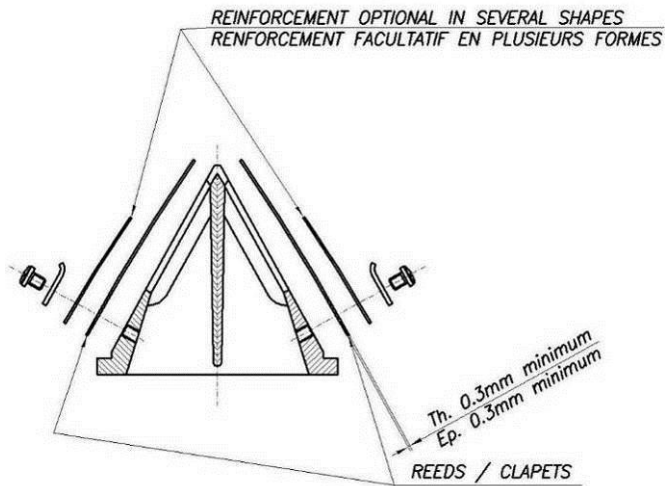 REINFORCEMENT OPTIONAL IN SEVERAL SHAPES
RENFORCEMENT FACULTATIF EN PLUSIEURS FORMES
Th. 0.3mm minimum
Ep. 0.3mm minimum
REEDS / CLAPETS